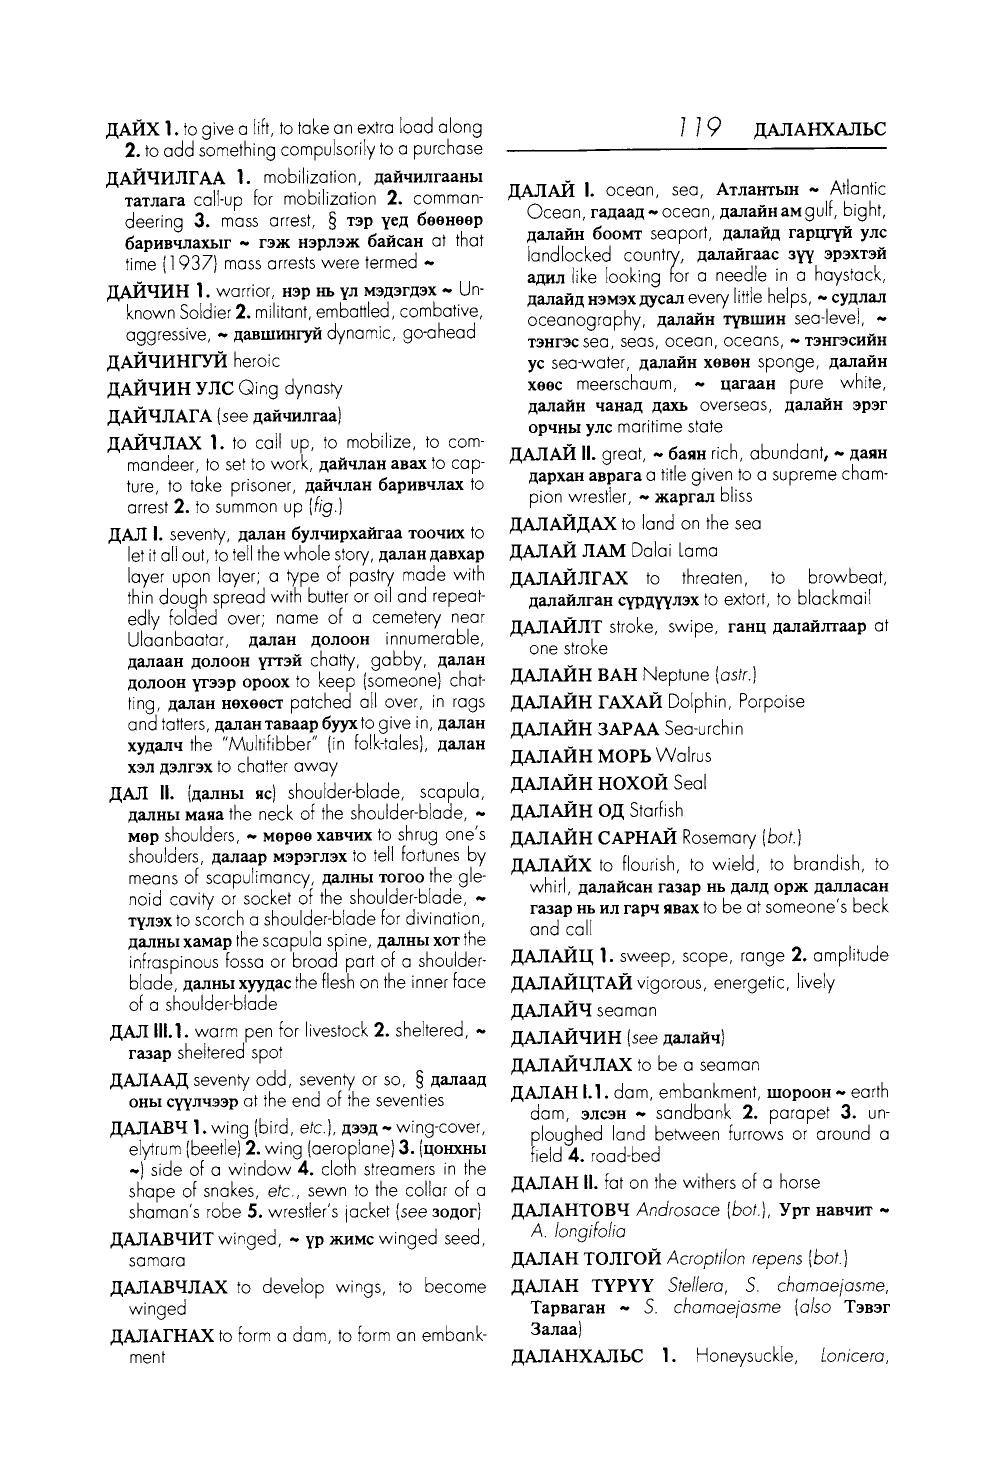 ДАЙХ 1. to give a lift, to take an extra load along
2. to add something compulsorily to a purchase
ДАЙЧИЛГАА 1. mobilization, дайчилгааны
татлага call-up for mobilization 2. comman-
deering 3. mass arrest, § тэр үед бөөнөөр
баривчлахыг ~ гэж нэрлэж байсан at that
time (1937) mass arrests were termed ~
ДАЙЧИН 1. warrior, нэр нь үл мэдэгдэх ~ Un-
known Soldier 2. militant, embattled, combative,
aggressive, ~ давшингуй dynamic, go-ahead
ДАЙЧИНГУЙ heroic
ДАЙЧИН УЛС Qing dynasty
ДАЙЧЛАГА (see дайчилгаа)
ДАЙЧЛАХ 1. to call up, to mobilize, to com-
mandeer, to set to work, дайчлан авах to cap-
ture, to take prisoner, дайчлан баривчлах to
arrest 2. to summon up (fig.)
ДАЛ I. seventy, далан булчирхайгаа тоочих to
let it all out, to tell the whole story, далан давхар
layer upon layer; a type of pastry made with
thin dough spread with butter or oil and repeat-
edly folded over; name of a cemetery near
Ulaanbaatar, далан долоон innumerable,
далаан долоон үгтэй chatty, gabby, далан
долоон үгээр ороох to keep (someone) chat-
ting, далан нөхөөст patched all over, in rags
and tatters, далан таваар буух to give in, далан
худалч the "Multifibber" (in folk-tales), далан
хэл дэлгэх to chatter away
ДАЛ II. (далны яс) shoulder-blade, scapula,
далны маяа the neck of the shoulder-blade, ~
мөр shoulders, ~ мөрөө хавчих to shrug one's
shoulders, далаар мэрэглэх to tell fortunes by
means of scapulimancy, далны тогоо the gle-
noid cavity or socket of the shoulder-blade, ~
түлэх to scorch a shoulder-blade for divination,
далны хамар the scapula spine, далны хот the
infraspinous fossa or broad part of a shoulder-
blade, далны хуудас the flesh on the inner face
of a shoulder-blade
ДАЛ III.1. warm pen for livestock 2. sheltered, ~
газар sheltered spot
ДАЛААД seventy odd, seventy or so, § далаад
оны сүүлчээр at the end of the seventies
ДАЛАВЧ 1. wing (bird, etc.), дээд ~ wing-cover,
elytrum (beetle) 2. wing (aeroplane) 3. (цонхны
~) side of a window 4. cloth streamers in the
shape of snakes, etc., sewn to the collar of a
shaman's robe 5. wrestler's jacket (see зодог)
ДАЛАВЧИТ winged, ~ үр жимс winged seed,
samara
ДАЛАВЧЛАХ to develop wings, to become
winged
ДАЛАГНАХ to form a dam, to form an embank-
ment
119 ДАЛАНХАЛЬС
ДАЛАЙ I. ocean, sea, Атлантын ~ Atlantic
Ocean, гадаад ~ ocean, далайн ам gulf, bight,
далайн боомт seaport, далайд гарцгүй улс
landlocked country, далайгаас зүү эрэхтэй
адил like looking for a needle in a haystack,
далайд нэмэх дусал every little helps, ~ судлал
oceanography, далайн түвшин sea-level, ~
тэнгэс sea, seas, ocean, oceans, ~ тэнгэсийн
ус sea-water, далайн хөвөн sponge, далайн
хөөс meerschaum, ~ цагаан pure white,
далайн чанад дахь overseas, далайн эрэг
орчны улс maritime state
ДАЛАЙ II. great, ~ баян rich, abundant, ~ даян
дархан аврага a title given to a supreme cham-
pion wrestler, ~ жаргал bliss
ДАЛАЙДАХ to land on the sea
ДАЛАЙ ЛАМ Dalai Lama
ДАЛАЙЛГАХ to threaten, to browbeat,
далайлган сүрдүүлэх to extort, to blackmail
ДАЛАЙЛТ stroke, swipe, ганц далайлтаар at
one stroke
ДАЛАЙН ВАН Neptune (astr.)
ДАЛАЙН ГАХАЙ Dolphin, Porpoise
ДАЛАЙН ЗАРАА Sea-urchin
ДАЛАЙН МОРЬ Walrus
ДАЛАЙН НОХОЙ Seal
ДАЛАЙН ОД Starfish
ДАЛАЙН САРНАЙ Rosemary (bot.)
ДАЛАЙХ to flourish, to wield, to brandish, to
whirl, далайсан газар нь далд орж далласан
газар нь ил гарч явах to be at someone's beck
and call
ДАЛАЙЦ 1. sweep, scope, range 2. amplitude
ДАЛАЙЦТАЙ vigorous, energetic, lively
ДАЛАЙЧ seaman
ДАЛАЙЧИН (see далайч)
ДАЛАЙЧЛАХ to be a seaman
ДАЛАН I.1. dam, embankment, шороон ~ earth
dam, элсэн ~ sandbank 2. parapet 3. un-
ploughed land between furrows or around a
field 4. road-bed
ДАЛАН II. fat on the withers of a horse
ДАЛАНТОВЧ Androsace (bot.), Урт навчит ~
A. longifolia
ДАЛАН ТОЛГОЙ Acroptilon repens (bot.)
ДАЛАН ТҮРҮҮ Stellera, S. chamaejasme,
Тарваган ~ S. chamaejasme (also Тэвэг
Залаа)
ДАЛАНХАЛЬС 1. Honeysuckle, Lonicera,